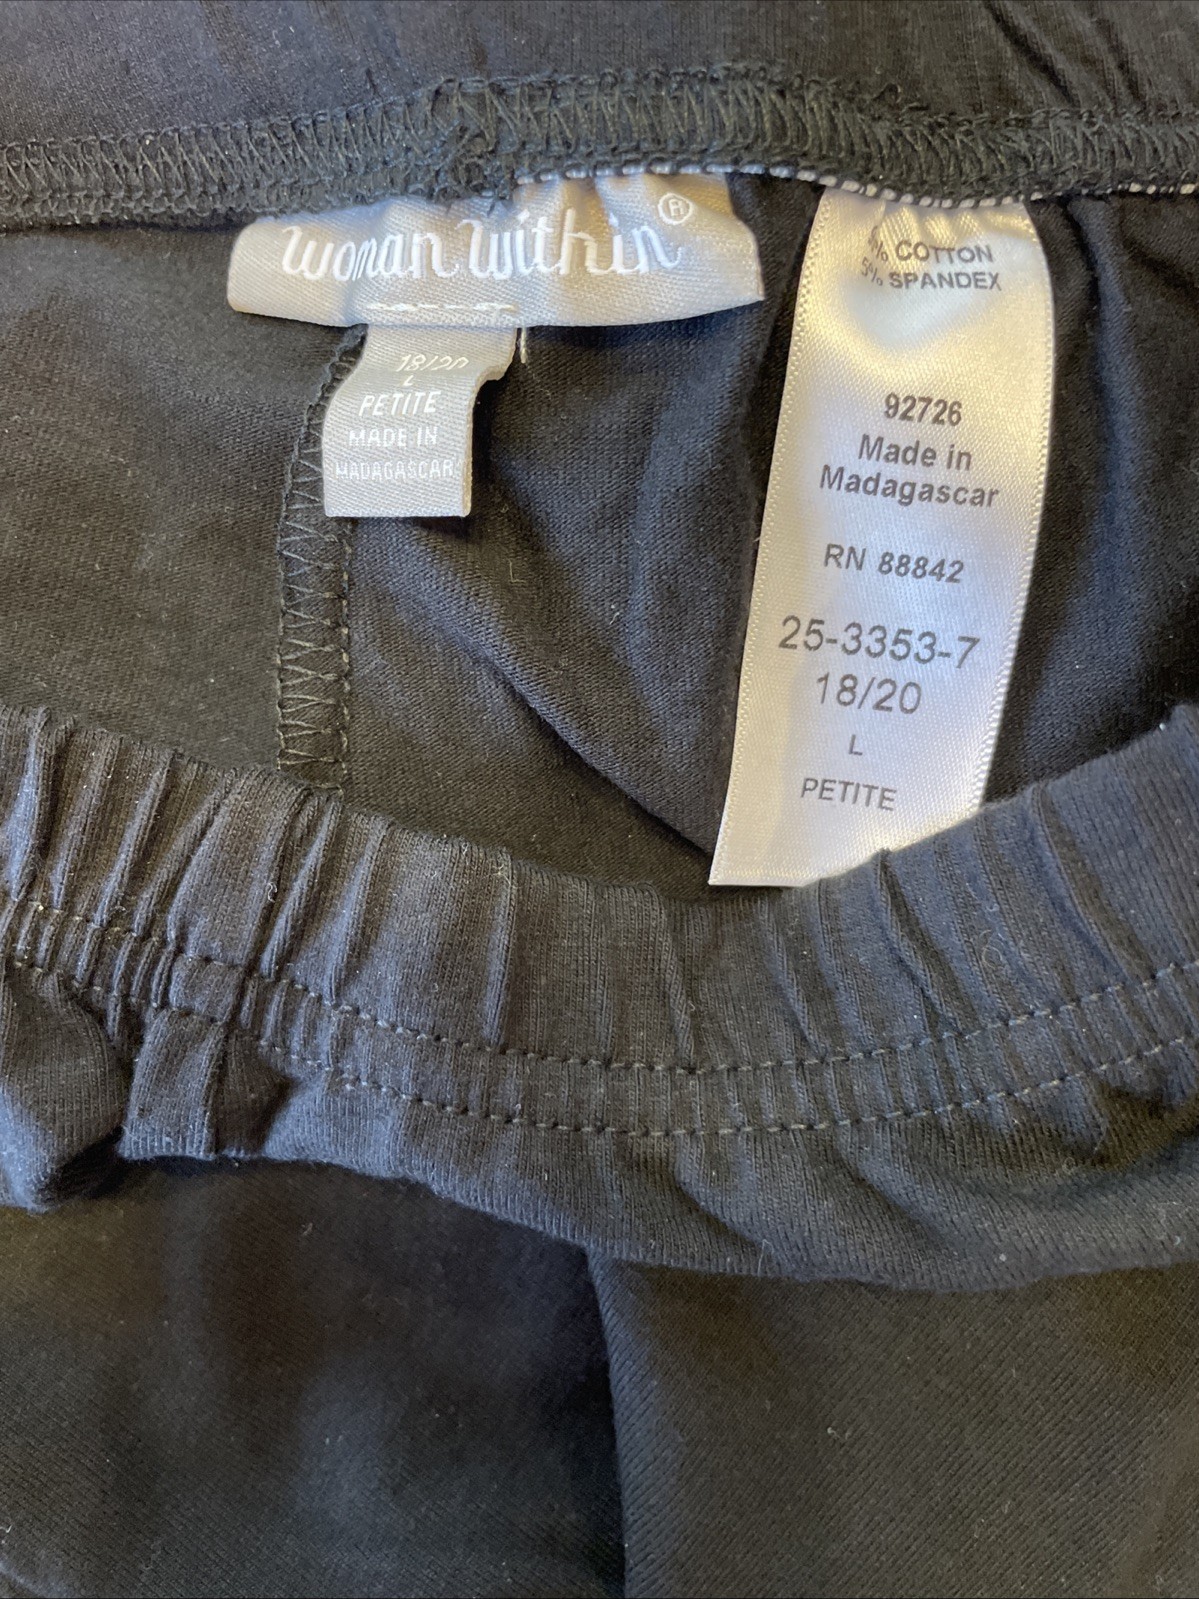 woman within®
18/20
L
PETITE
MADE IN
MADAGASCAR
COTTON
5% SPANDEX
92726
Made in
Madagascar
RN 88842
25-3353-7
18/20
L
PETITE